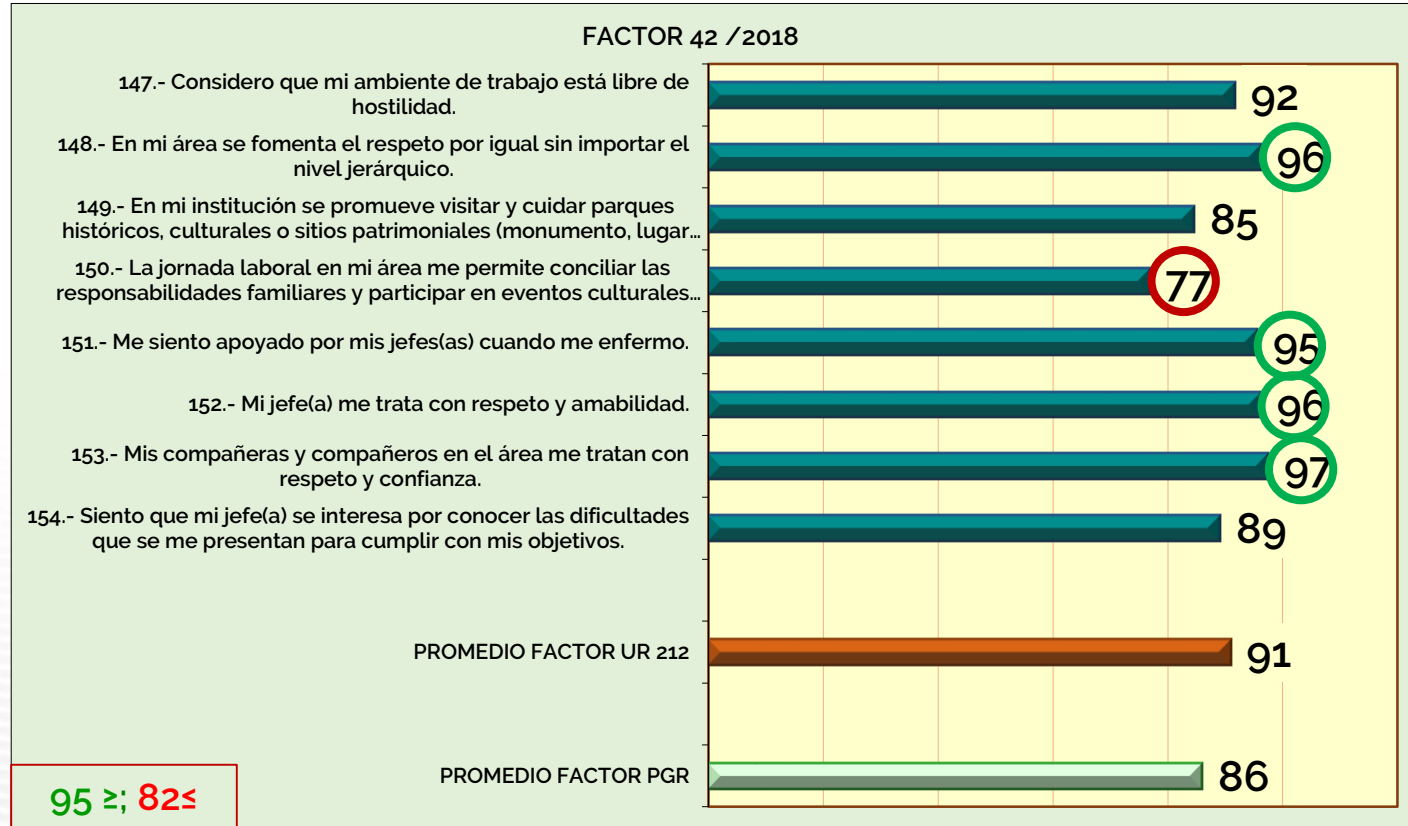 FACTOR 42 /2018
147.- Considero que mi ambiente de trabajo está libre de
hostilidad.
92
148.- En mi área se fomenta el respeto por igual sin importar el
nivel jerárquico.
96
149.- En mi institución se promueve visitar y cuidar parques
históricos, culturales o sitios patrimoniales (monumento, lugar...
85
150.- La jornada laboral en mi área me permite conciliar las
responsabilidades familiares y participar en eventos culturales...
77
151.- Me siento apoyado por mis jefes(as) cuando me enfermo.
95
152.- Mi jefe(a) me trata con respeto y amabilidad.
96
153.- Mis compañeras y compañeros en el área me tratan con
respeto y confianza.
97
154.- Siento que mi jefe(a) se interesa por conocer las dificultades
que se me presentan para cumplir con mis objetivos.
89
PROMEDIO FACTOR UR 212
91
PROMEDIO FACTOR PGR
86
95 ≥; 82≤